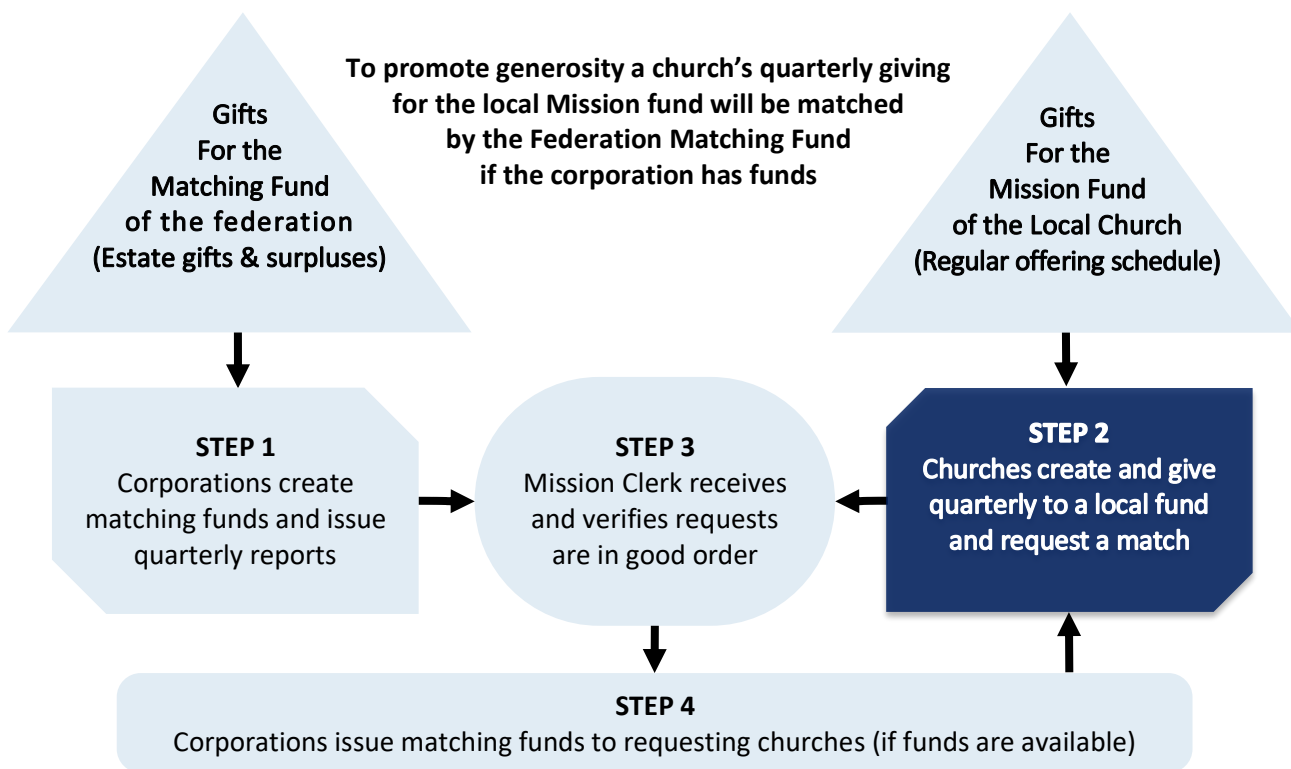 To promote generosity a church’s quarterly giving
for the local Mission fund will be matched
by the Federation Matching Fund
if the corporation has funds
Gifts
For the
Matching Fund
of the federation
(Estate gifts & surpluses)
Gifts
For the
Mission Fund
of the Local Church
(Regular offering schedule)
STEP 1
Corporations create
matching funds and issue
quarterly reports
STEP 3
Mission Clerk receives
and verifies requests
are in good order
STEP 2
Churches create and give
quarterly to a local fund
and request a match
STEP 4
Corporations issue matching funds to requesting churches (if funds are available)